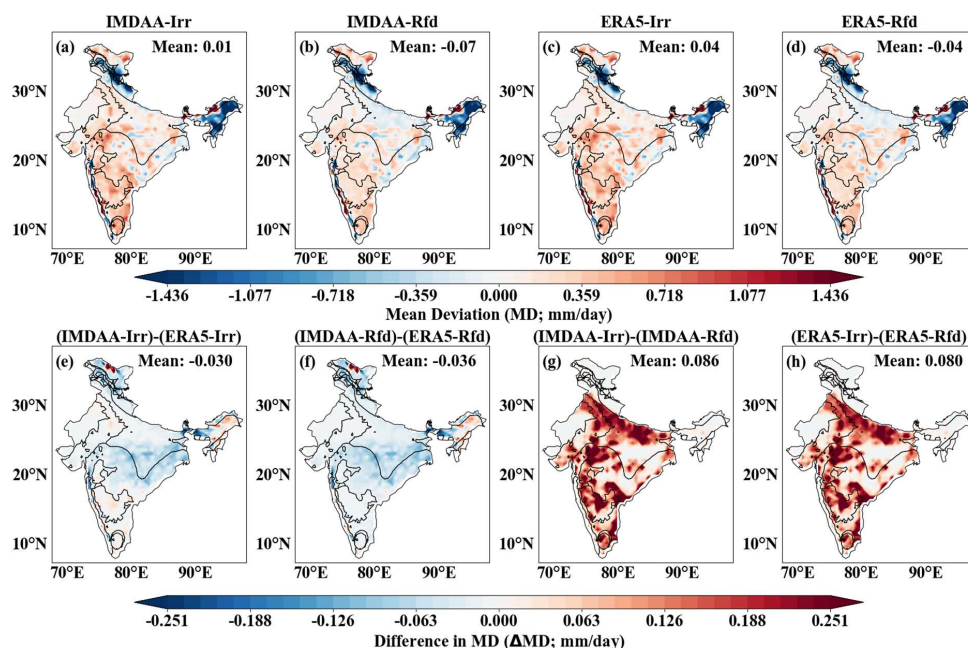 IMDAA-Irr IMDAA-Rfd ERA5-Irr ERA5-Rfd
(a) Mean: 0.01 (b) Mean: -0.07 (c) Mean: 0.04 (d) Mean: -0.04
30°N 30°N 30°N 30°N
20°N 20°N 20°N 20°N
10°N 10°N 10°N 10°N
70°E 80°E 90°E 70°E 80°E 90°E 70°E 80°E 90°E 70°E 80°E 90°E
-1.436 -1.077 -0.718 -0.359 0.000 0.359 0.718 1.077 1.436
Mean Deviation (MD; mm/day)
(IMDAA-Irr)-(ERA5-Irr) (IMDAA-Rfd)-(ERA5-Rfd) (IMDAA-Irr)-(IMDAA-Rfd) (ERA5-Irr)-(ERA5-Rfd)
(e) Mean: -0.030 (f) Mean: -0.036 (g) Mean: 0.086 (h) Mean: 0.080
30°N 30°N 30°N 30°N
20°N 20°N 20°N 20°N
10°N 10°N 10°N 10°N
70°E 80°E 90°E 70°E 80°E 90°E 70°E 80°E 90°E 70°E 80°E 90°E
-0.251 -0.188 -0.126 -0.063 0.000 0.063 0.126 0.188 0.251
Difference in MD (ΔMD; mm/day)